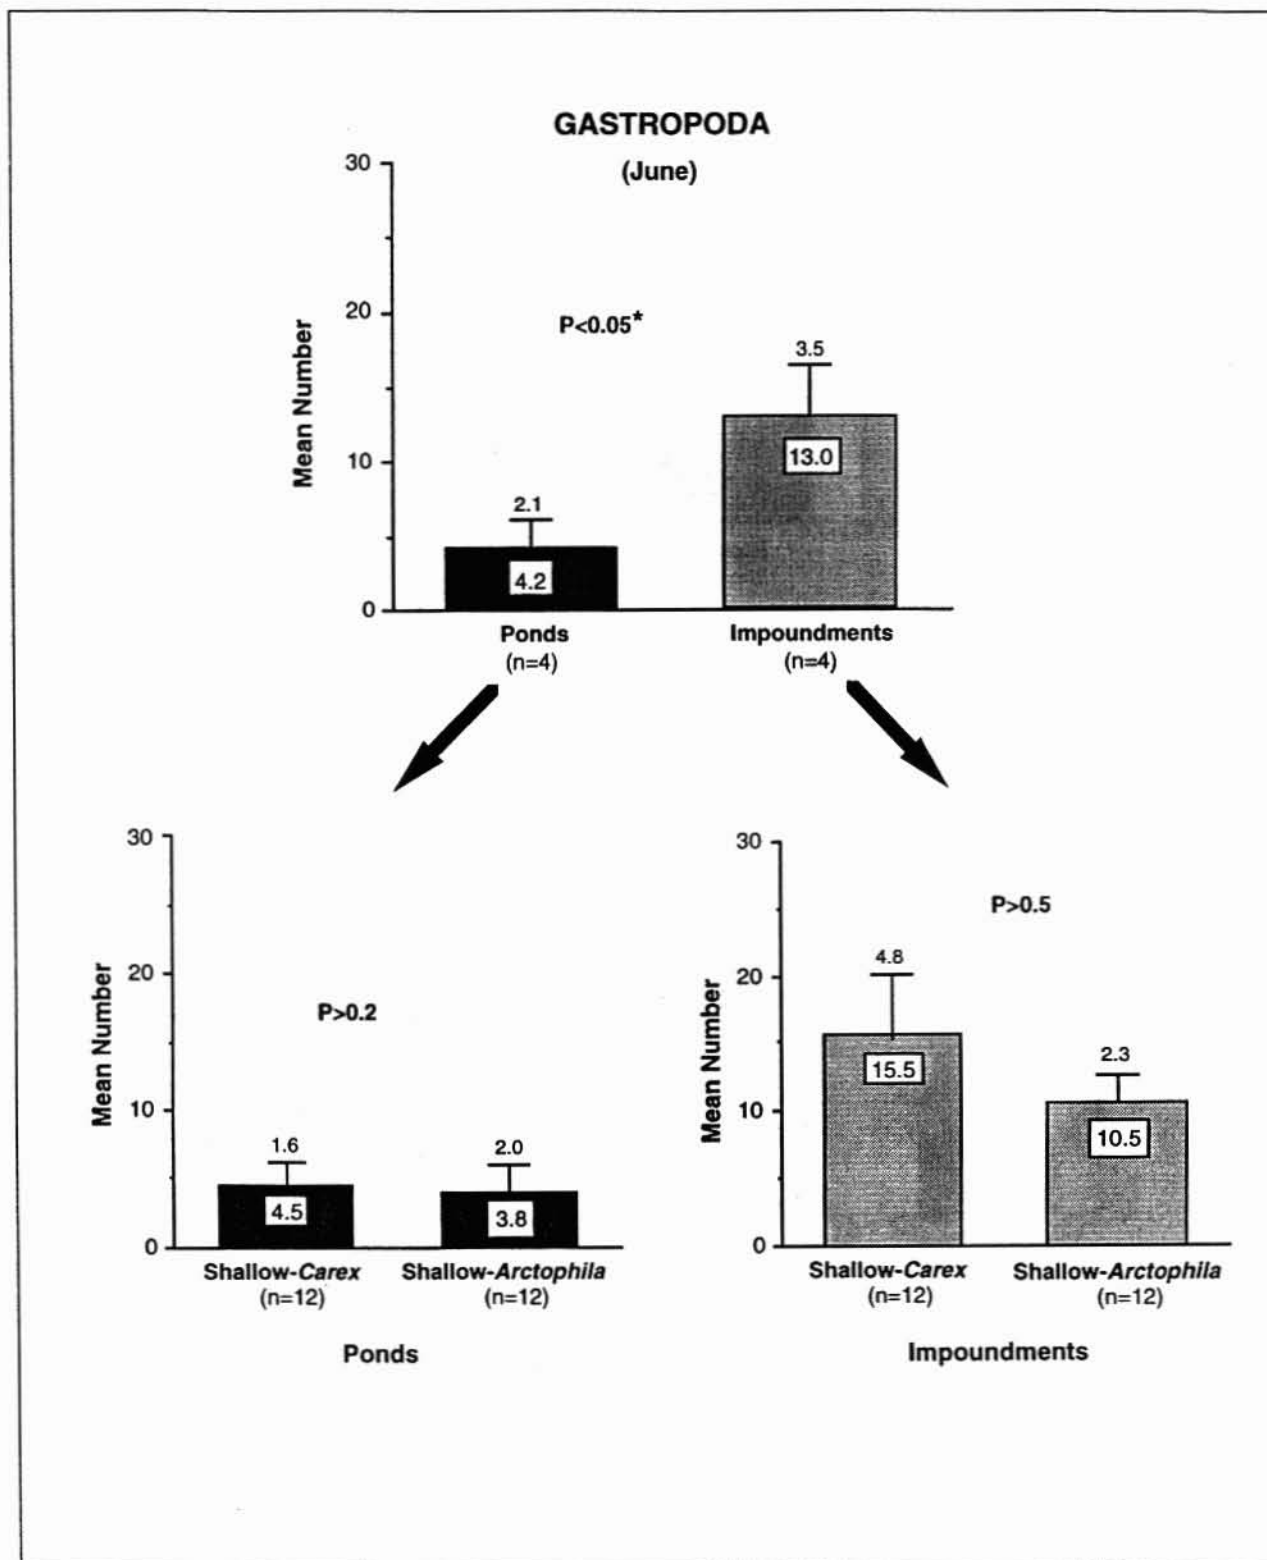 GASTROPODA
(June)
30
20
10
0
Mean Number
P<0.05*
3.5
13.0
2.1
4.2
Ponds
Impoundments
(n=4)
(n=4)
30
20
10
0
Mean Number
P>0.2
1.6
2.0
4.5
3.8
Shallow-Carex
Shallow-Arctophila
(n=12)
(n=12)
Ponds
30
20
10
0
Mean Number
P>0.5
4.8
15.5
2.3
10.5
Shallow-Carex
Shallow-Arctophila
(n=12)
(n=12)
Impoundments